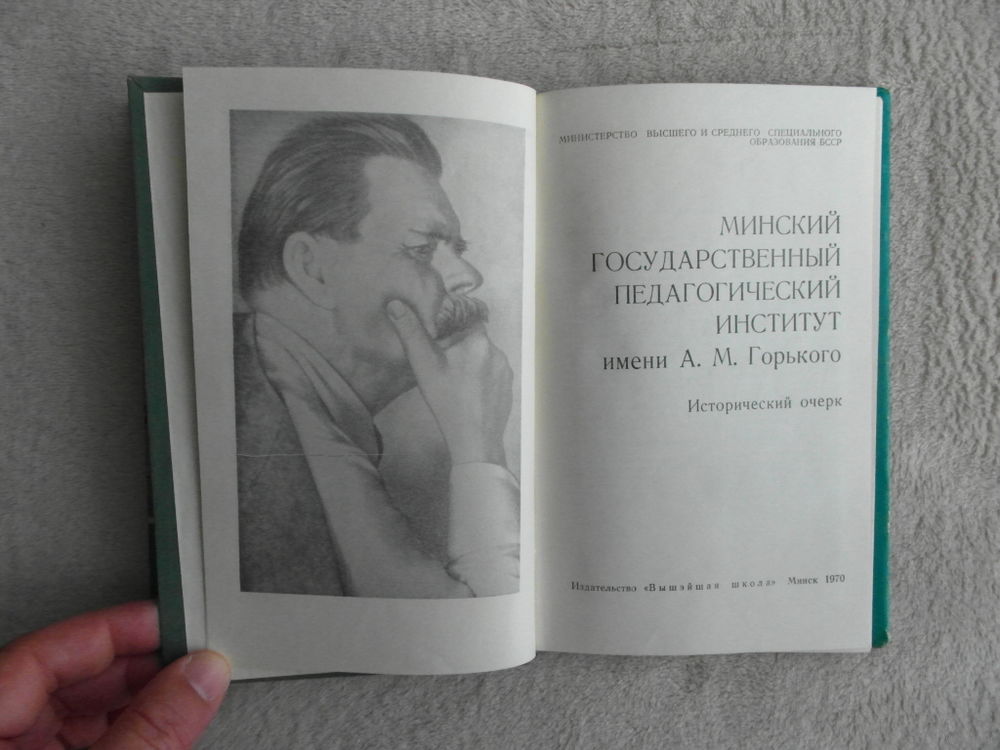 МИНИСТЕРСТВО ВЫСШЕГО И СРЕДНЕГО СПЕЦИАЛЬНОГО
ОБРАЗОВАНИЯ БССР
МИНСКИЙ
ГОСУДАРСТВЕННЫЙ
ПЕДАГОГИЧЕСКИЙ
ИНСТИТУТ
имени А. М. Горького
Исторический очерк
Издательство «Вышэйшая школа» Минск 1970